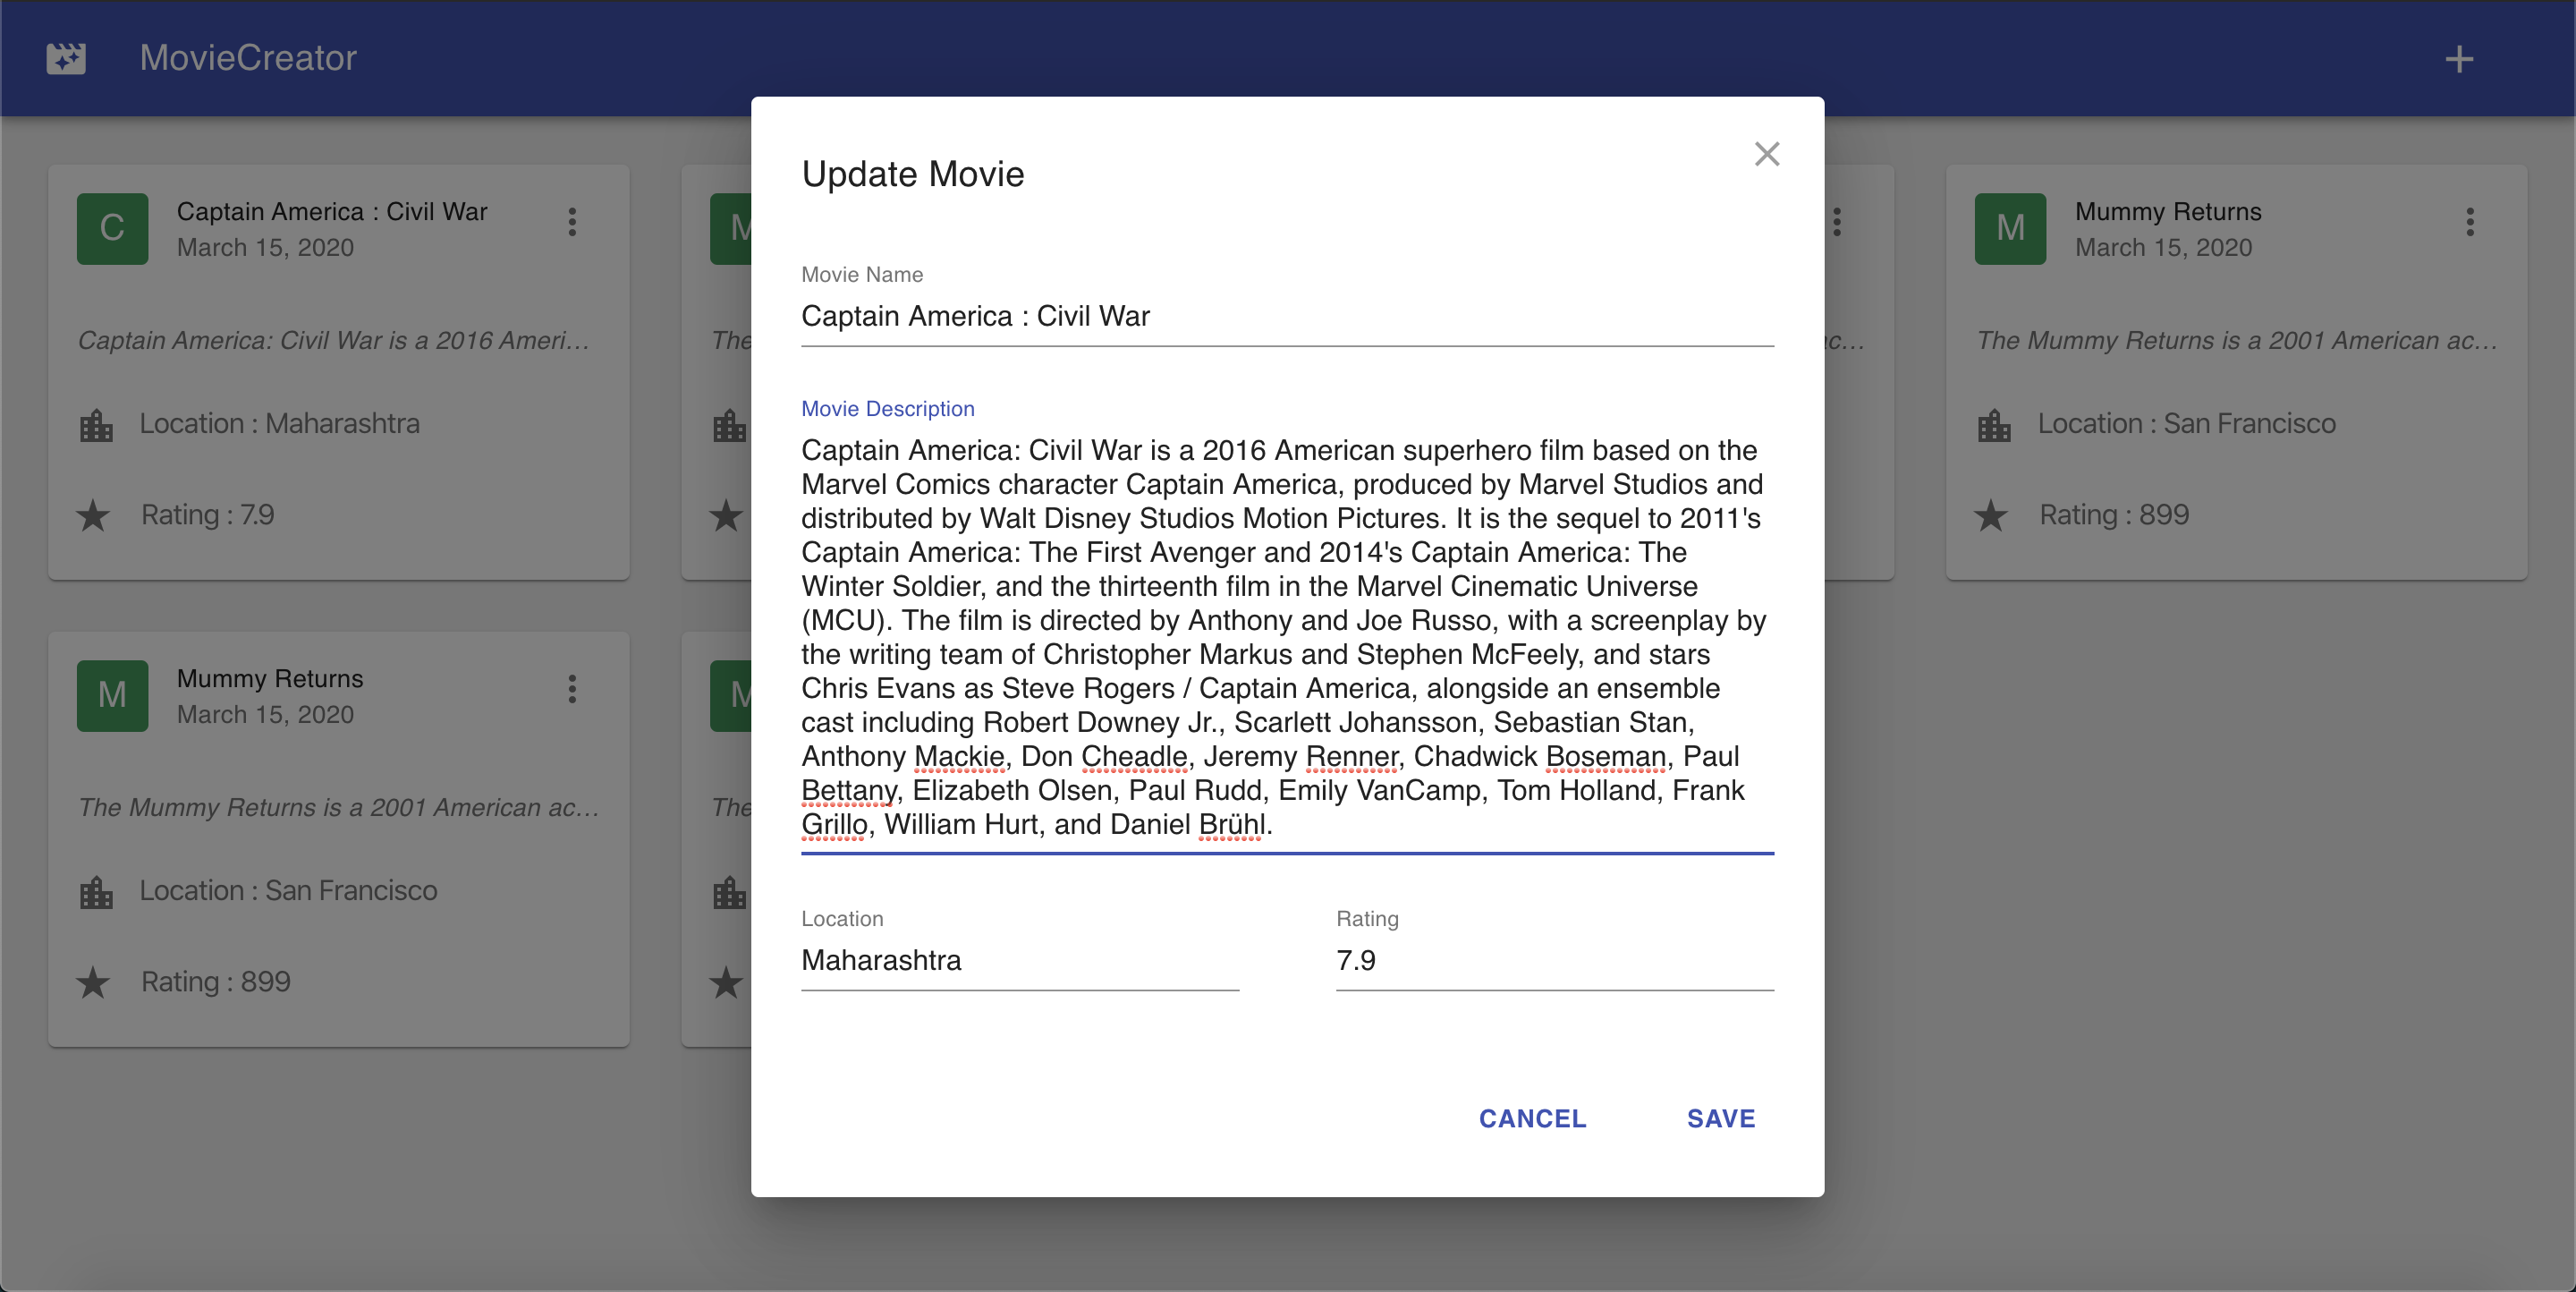 MovieCreator
C
Captain America : Civil War
March 15, 2020
Captain America: Civil War is a 2016 Ameri...
Location : Maharashtra
Rating : 7.9
M
Mummy Returns
March 15, 2020
The Mummy Returns is a 2001 American ac...
Location : San Francisco
Rating : 899
M
The
M
The
Update Movie
Movie Name
Captain America : Civil War
Movie Description
Captain America: Civil War is a 2016 American superhero film based on the
Marvel Comics character Captain America, produced by Marvel Studios and
distributed by Walt Disney Studios Motion Pictures. It is the sequel to 2011's
Captain America: The First Avenger and 2014's Captain America: The
Winter Soldier, and the thirteenth film in the Marvel Cinematic Universe
(MCU). The film is directed by Anthony and Joe Russo, with a screenplay by
the writing team of Christopher Markus and Stephen McFeely, and stars
Chris Evans as Steve Rogers / Captain America, alongside an ensemble
cast including Robert Downey Jr., Scarlett Johansson, Sebastian Stan,
Anthony Mackie, Don Cheadle, Jeremy Renner, Chadwick Boseman, Paul
Bettany, Elizabeth Olsen, Paul Rudd, Emily VanCamp, Tom Holland, Frank
Grillo, William Hurt, and Daniel Brühl.
Location
Maharashtra
Rating
7.9
CANCEL
SAVE
ac...
M
Mummy Returns
March 15, 2020
The Mummy Returns is a 2001 American ac...
Location : San Francisco
Rating : 899